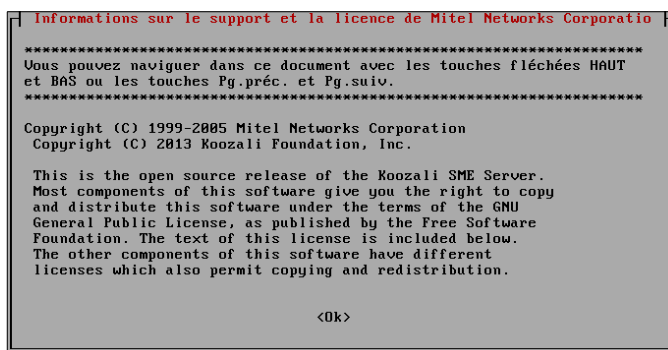 Informations sur le support et la licence de Mitel Networks Corporatio
**********************************************************************
Vous pouvez naviguer dans ce document avec les touches fléchées HAUT
et BAS ou les touches Pg.préc. et Pg.suiv.
**********************************************************************
Copyright (C) 1999-2005 Mitel Networks Corporation
Copyright (C) 2013 Koozali Foundation, Inc.
This is the open source release of the Koozali SME Server.
Most components of this software give you the right to copy
and distribute this software under the terms of the GNU
General Public License, as published by the Free Software
Foundation. The text of this license is included below.
The other components of this software have different
licenses which also permit copying and redistribution.
<Ok>